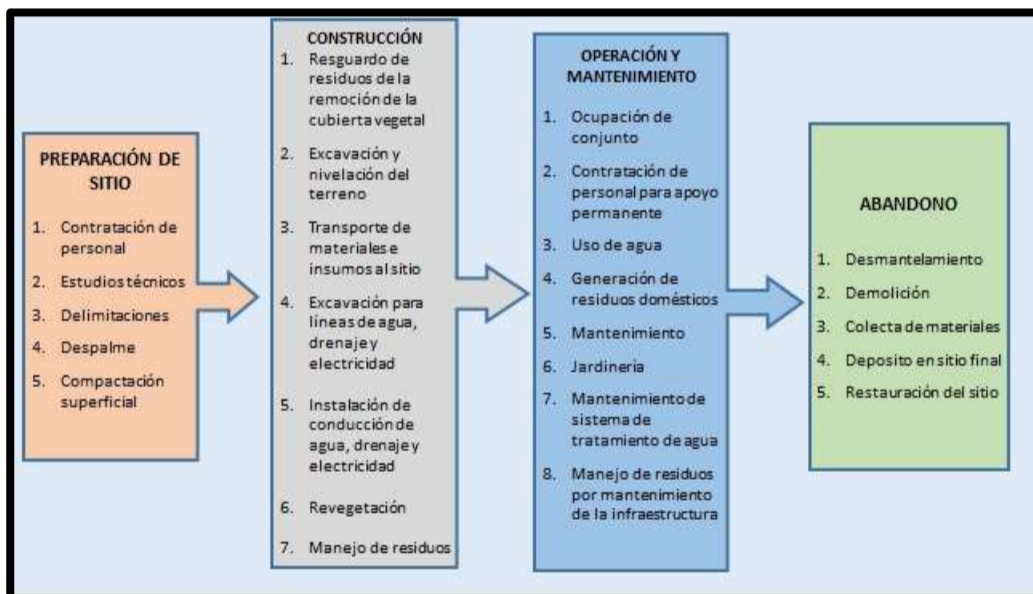 PREPARACIÓN DE
SITIO
1. Contratación de
personal
2. Estudios técnicos
3. Delimitaciones
4. Despalme
5. Compactación
superficial
CONSTRUCCIÓN
1. Resguardo de
residuos de la
remoción de la
cubierta vegetal
2. Excavación y
nivelación del
terreno
3. Transporte de
materiales e
insumos al sitio
4. Excavación para
líneas de agua,
drenaje y
electricidad
5. Instalación de
conducción de
agua, drenaje y
electricidad
6. Revegetación
7. Manejo de residuos
OPERACIÓN Y
MANTENIMIENTO
1. Ocupación de
conjunto
2. Contratación de
personal para apoyo
permanente
3. Uso de agua
4. Generación de
residuos domésticos
5. Mantenimiento
6. Jardinería
7. Mantenimiento de
sistema de
tratamiento de agua
8. Manejo de residuos
por mantenimiento
de la infraestructura
ABANDONO
1. Desmantelamiento
2. Demolición
3. Colecta de materiales
4. Deposito en sitio final
5. Restauración del sitio